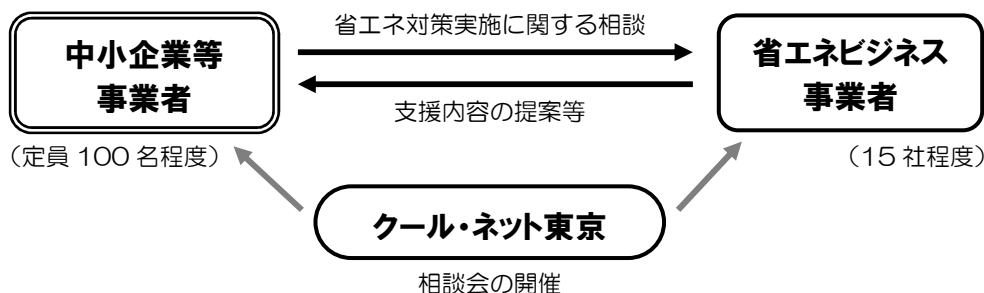 省エネ対策実施に関する相談
中小企業等
事業者
省エネビジネス
事業者
支援内容の提案等
（定員 100 名程度）
（15 社程度）
クール・ネット東京
相談会の開催